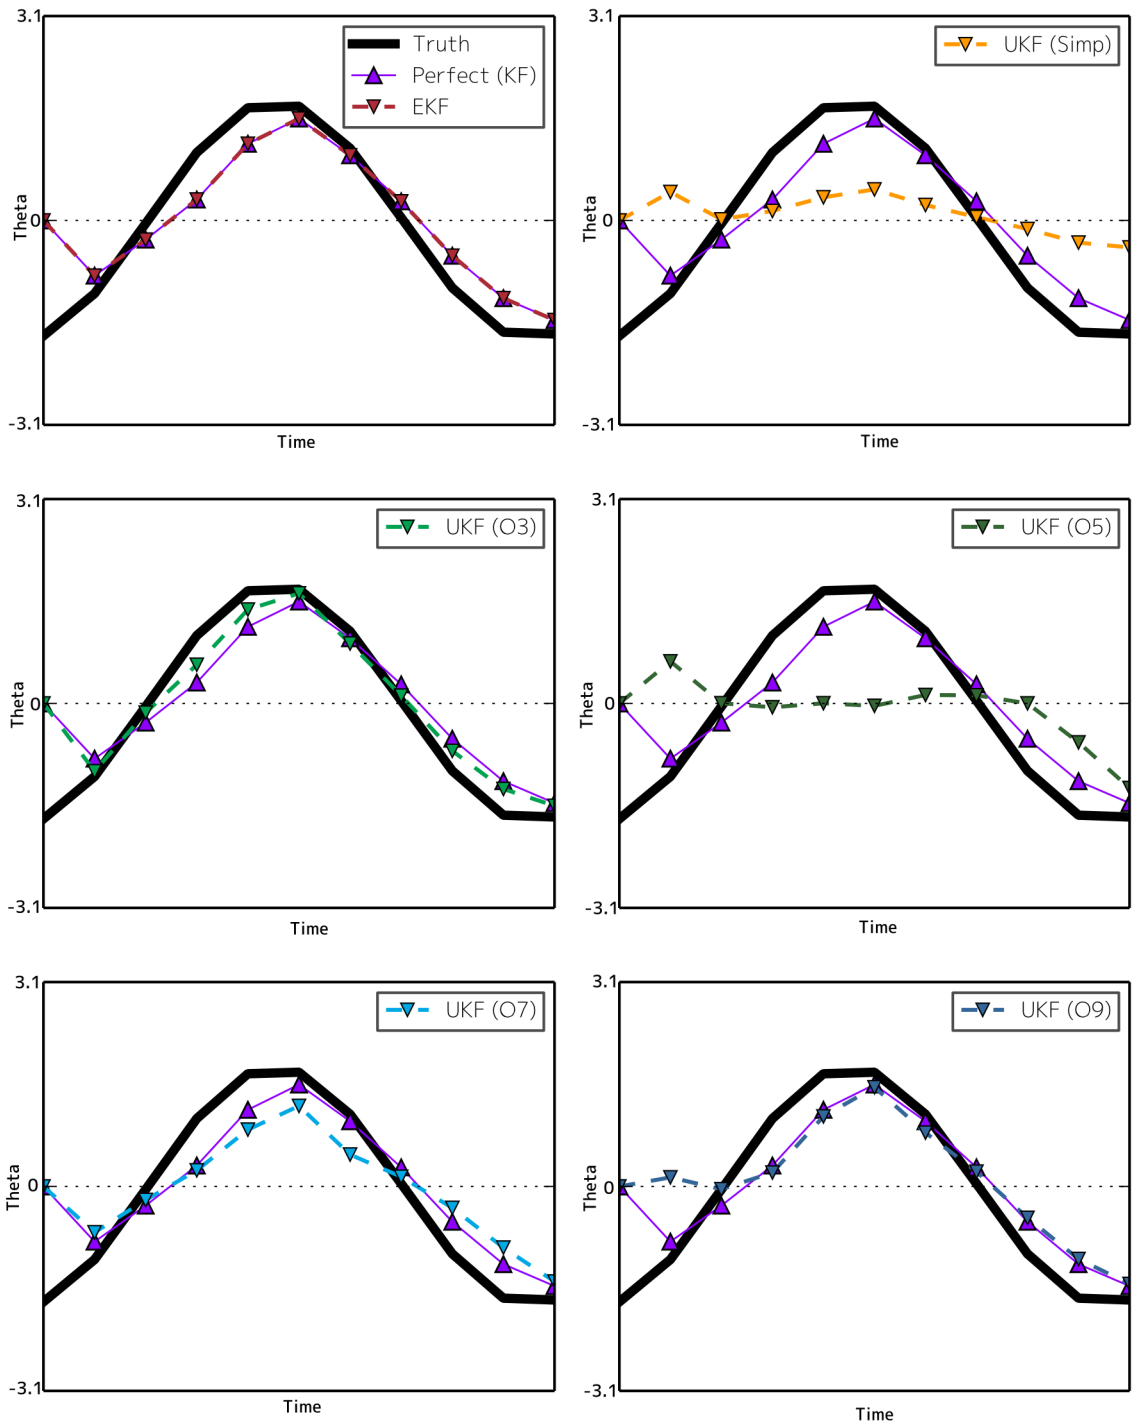 3.1
Truth
Perfect (KF)
EKF
Theta
0
-3.1
Time
3.1
UKF (Simp)
Theta
0
-3.1
Time
3.1
UKF (O3)
Theta
0
-3.1
Time
3.1
UKF (O5)
Theta
0
-3.1
Time
3.1
UKF (O7)
Theta
0
-3.1
Time
3.1
UKF (O9)
Theta
0
-3.1
Time